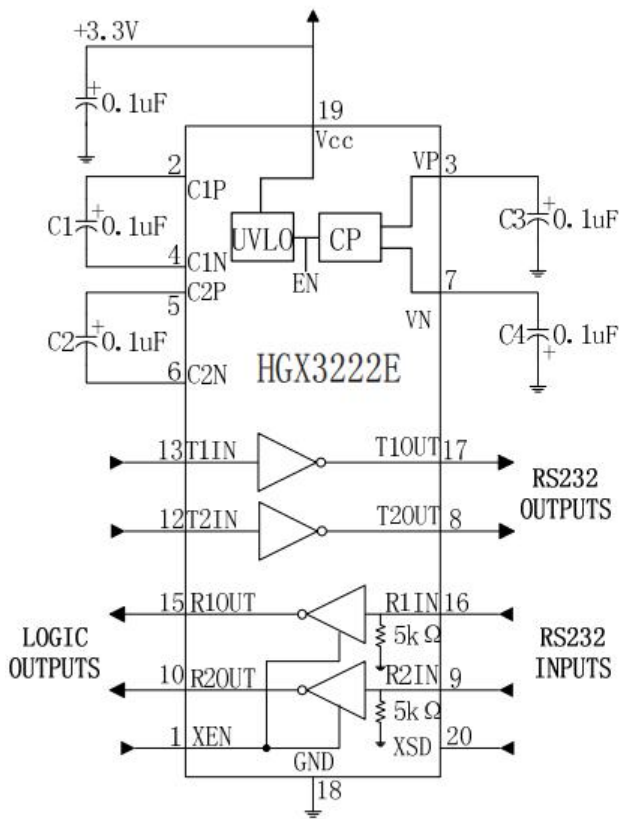 +3.3V
+
0.1uF
19
Vcc
2
C1P
VP
3
C1
+
0.1uF
UVLO
CP
C3
+
0.1uF
4
C1N
EN
C2P
5
7
VN
C2
+
0.1uF
C4
0.1uF
+
6
C2N
HGX3222E
13
T1IN
T1OUT
17
RS232
OUTPUTS
12
T2IN
T2OUT
8
15
R1OUT
R1IN
16
5kΩ
LOGIC
OUTPUTS
RS232
INPUTS
10
R2OUT
R2IN
9
5kΩ
1
XEN
XSD
20
GND
18